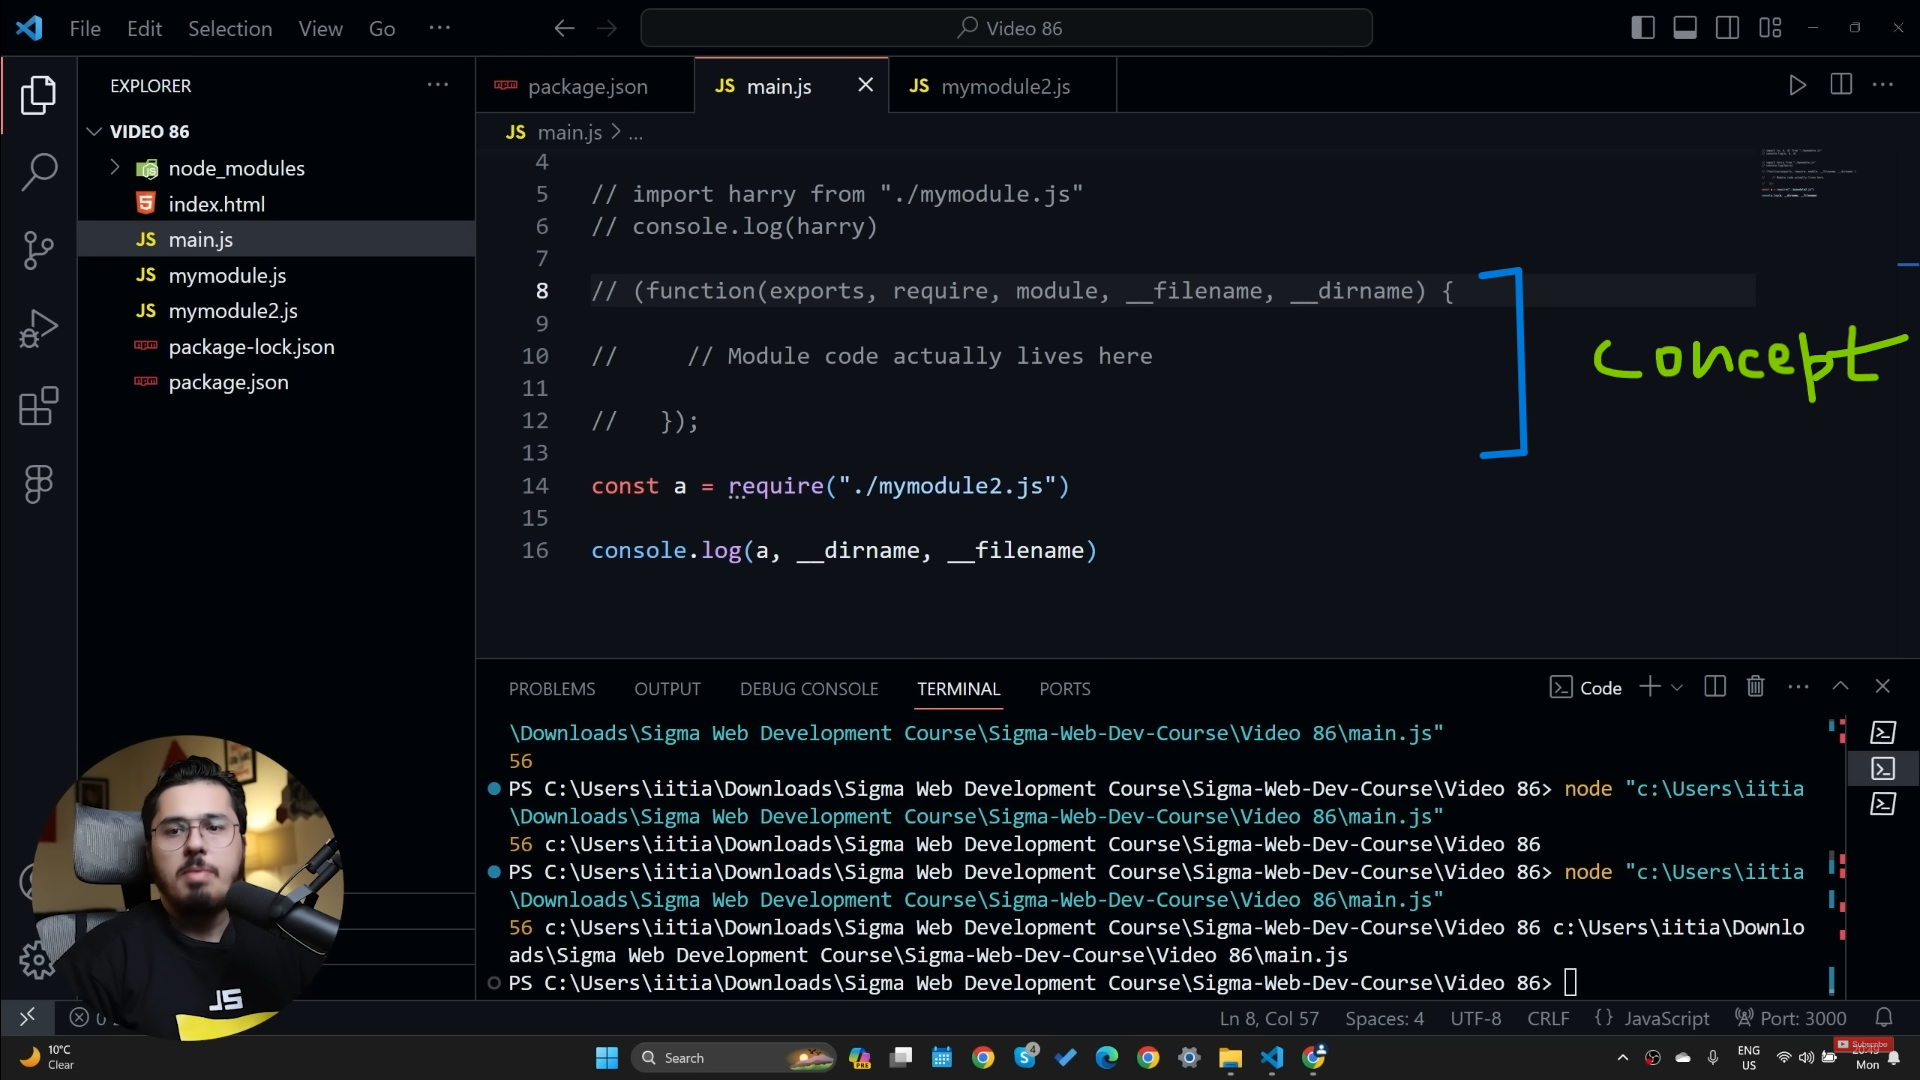 File Edit Selection View Go ...
Video 86
EXPLORER ...
VIDEO 86
node_modules
index.html
JS main.js
JS mymodule.js
JS mymodule2.js
package-lock.json
package.json
package.json
JS main.js
JS mymodule2.js
JS main.js > ...
4
5 // import harry from "./mymodule.js"
6 // console.log(harry)
7
8 // (function(exports, require, module, __filename, __dirname) {
9
10 //     // Module code actually lives here
11
12 //   });
13
14 const a = require("./mymodule2.js")
15
16 console.log(a, __dirname, __filename)
concept
PROBLEMS OUTPUT DEBUG CONSOLE TERMINAL PORTS
Code
\Downloads\Sigma Web Development Course\Sigma-Web-Dev-Course\Video 86\main.js"
56
PS C:\Users\iitia\Downloads\Sigma Web Development Course\Sigma-Web-Dev-Course\Video 86> node "c:\Users\iitia
\Downloads\Sigma Web Development Course\Sigma-Web-Dev-Course\Video 86\main.js"
56 c:\Users\iitia\Downloads\Sigma Web Development Course\Sigma-Web-Dev-Course\Video 86
PS C:\Users\iitia\Downloads\Sigma Web Development Course\Sigma-Web-Dev-Course\Video 86> node "c:\Users\iitia
\Downloads\Sigma Web Development Course\Sigma-Web-Dev-Course\Video 86\main.js"
56 c:\Users\iitia\Downloads\Sigma Web Development Course\Sigma-Web-Dev-Course\Video 86 c:\Users\iitia\Downlo
ads\Sigma Web Development Course\Sigma-Web-Dev-Course\Video 86\main.js
PS C:\Users\iitia\Downloads\Sigma Web Development Course\Sigma-Web-Dev-Course\Video 86>
JS
0
Ln 8, Col 57 Spaces: 4 UTF-8 CRLF {} JavaScript Port: 3000
10°C
Clear
Search
PRE
4
ENG
US
Subscribe
Mon